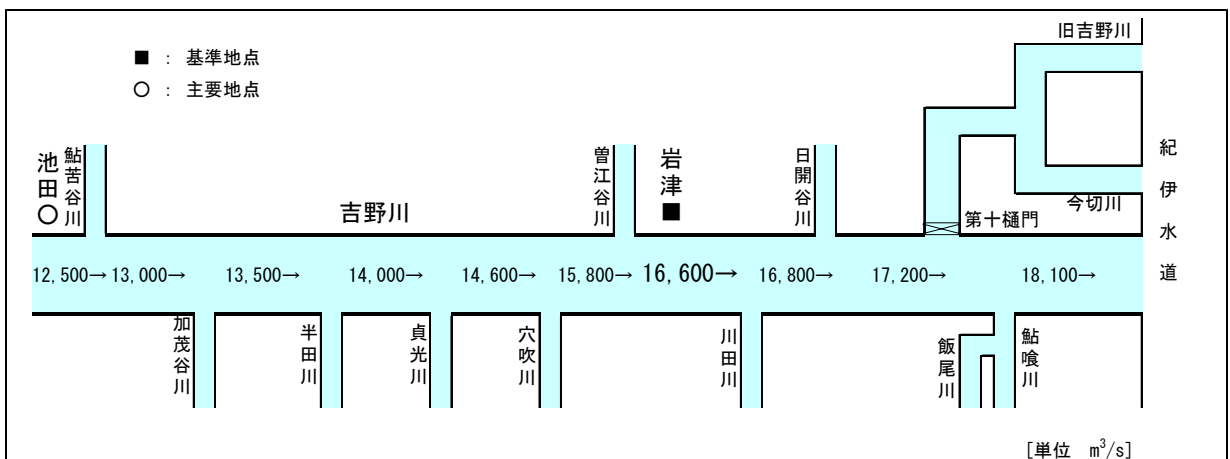 ■ : 基準地点
○ : 主要地点
旧吉野川
池田○
鮎苦谷川
曽江谷川
岩津■
日開谷川
紀伊水道
吉野川
第十樋門
今切川
12,500→ 13,000→ 13,500→ 14,000→ 14,600→ 15,800→ 16,600→ 16,800→ 17,200→ 18,100→
加茂谷川
半田川
貞光川
穴吹川
川田川
飯尾川
鮎喰川
[単位 m³/s]